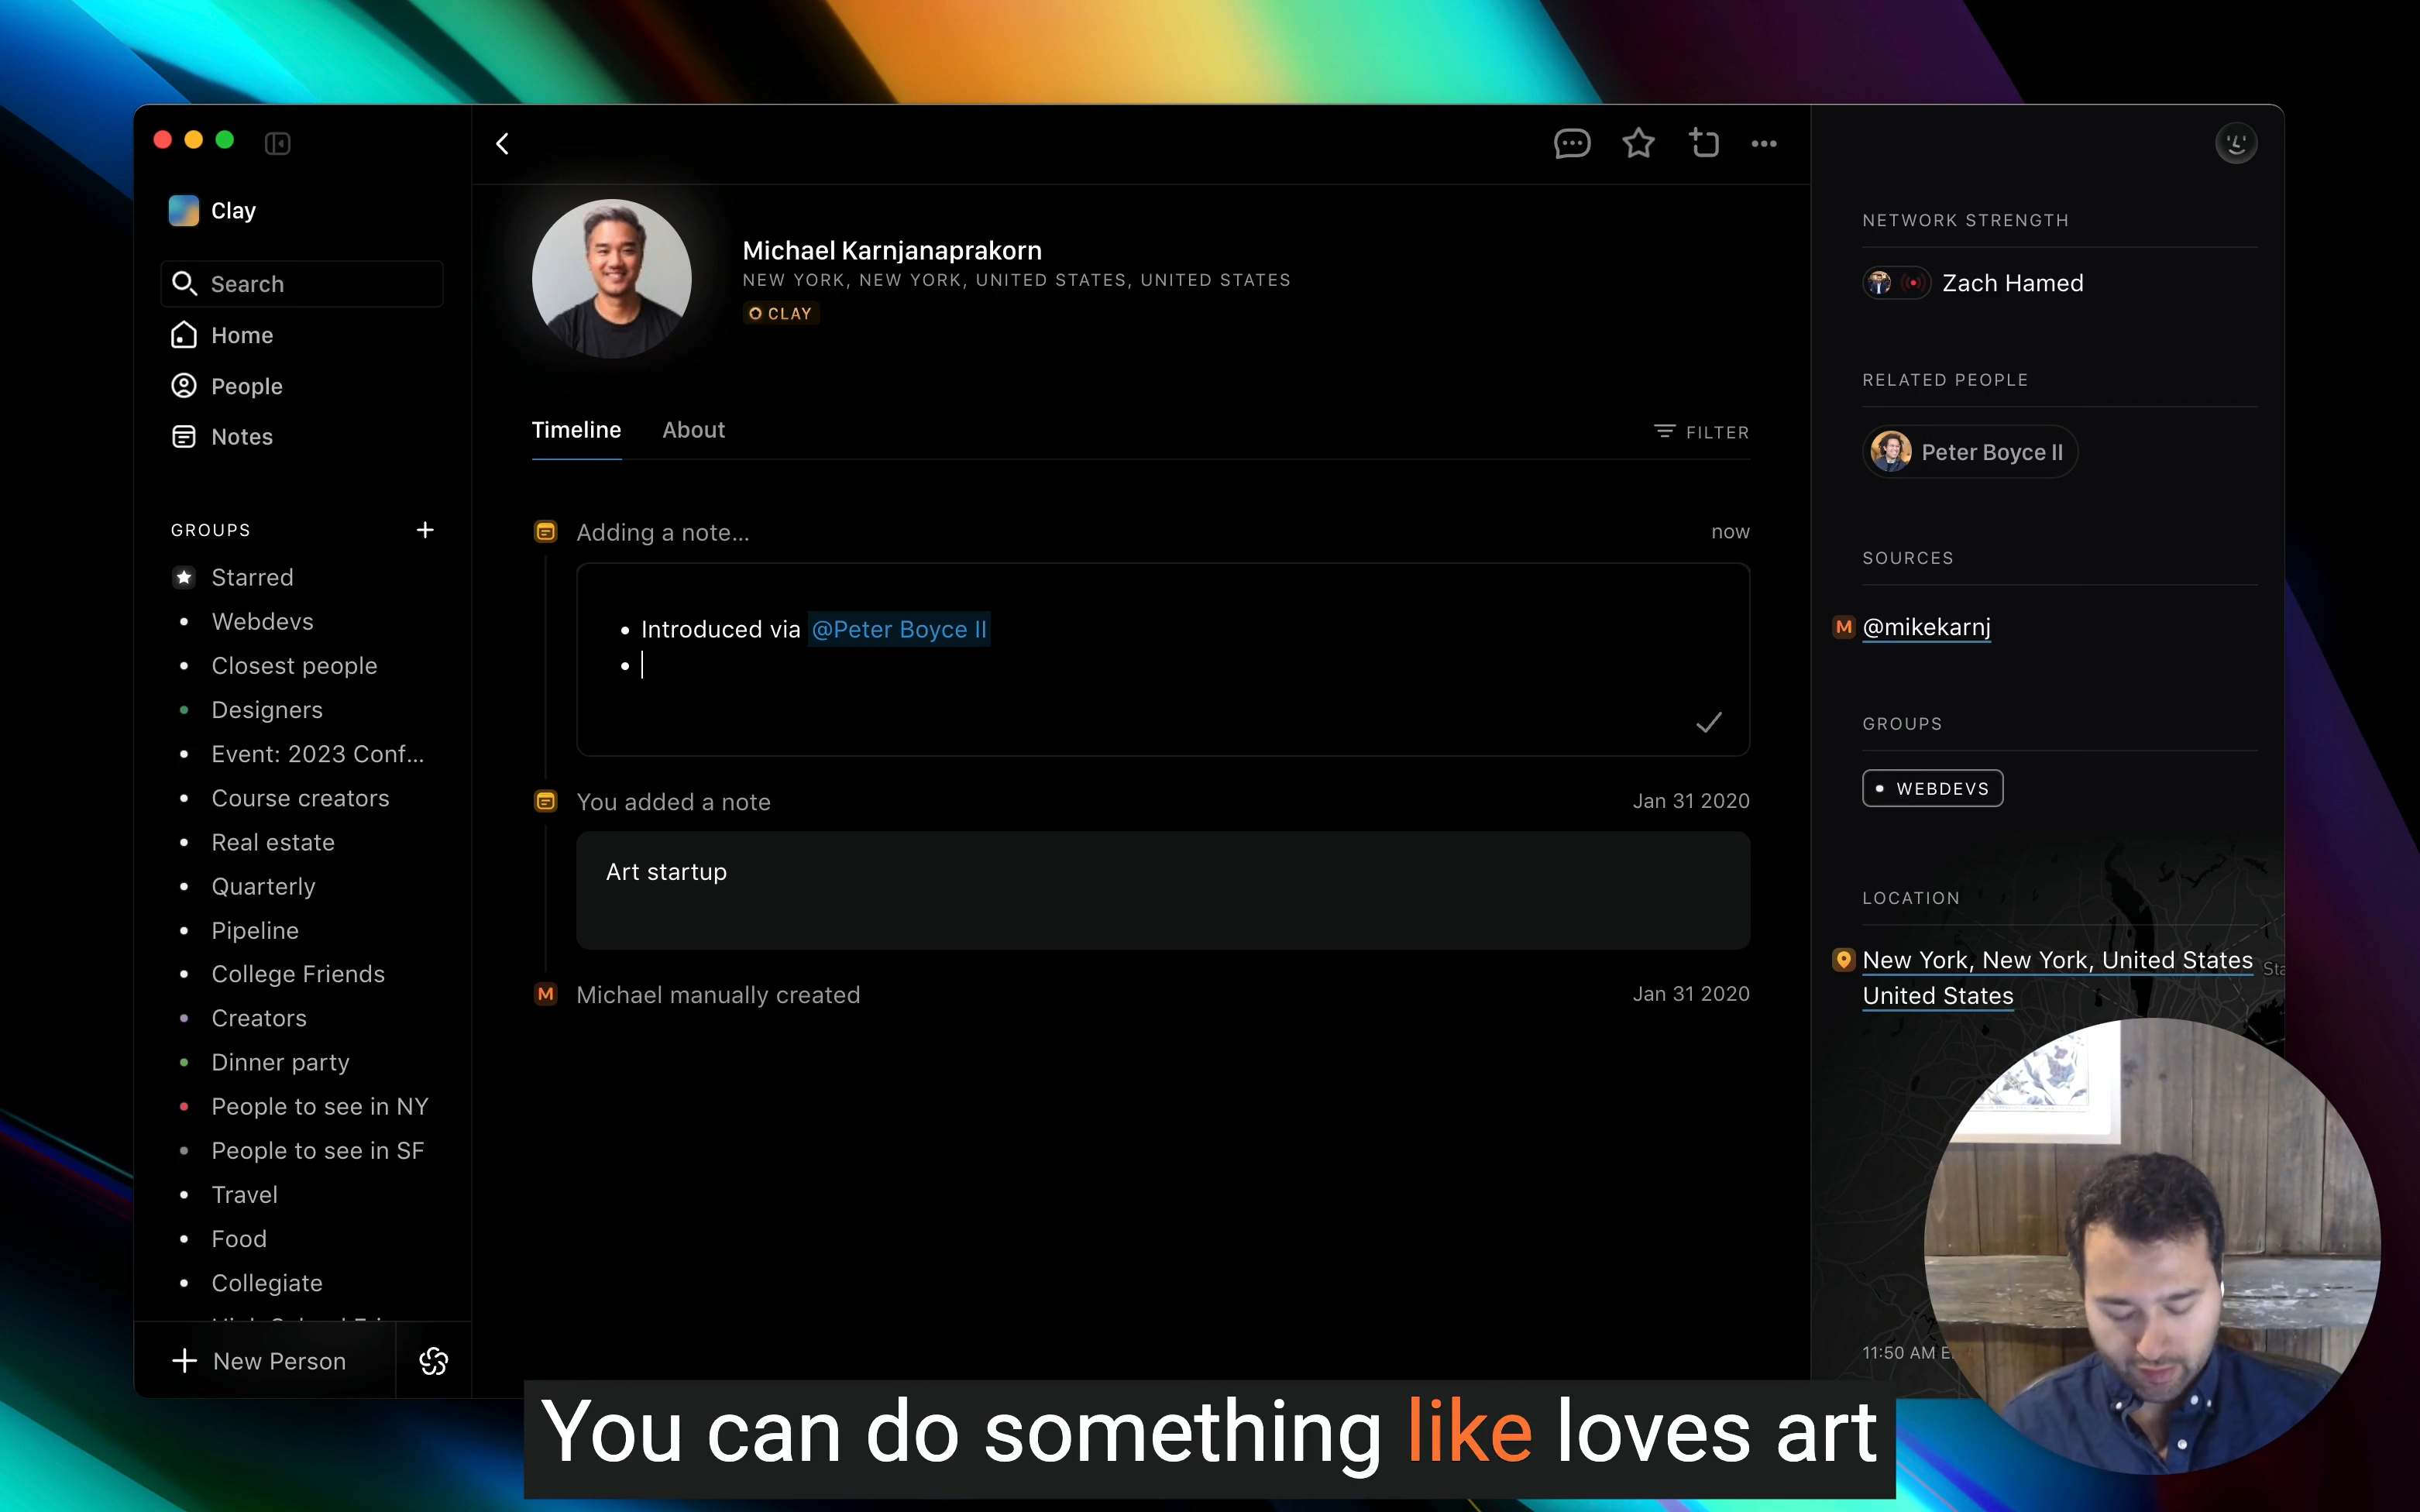 Clay
Search
Home
People
Notes
GROUPS
Starred
Webdevs
Closest people
Designers
Event: 2023 Conf...
Course creators
Real estate
Quarterly
Pipeline
College Friends
Creators
Dinner party
People to see in NY
People to see in SF
Travel
Food
Collegiate
New Person
Michael Karnjanaprakorn
NEW YORK, NEW YORK, UNITED STATES, UNITED STATES
CLAY
Timeline About FILTER
Adding a note... now
• Introduced via @Peter Boyce II
•
You added a note Jan 31 2020
Art startup
M Michael manually created Jan 31 2020
NETWORK STRENGTH
Zach Hamed
RELATED PEOPLE
Peter Boyce II
SOURCES
M @mikekarnj
GROUPS
WEBDEVS
LOCATION
New York, New York, United States
United States
11:50 AM
You can do something like loves art